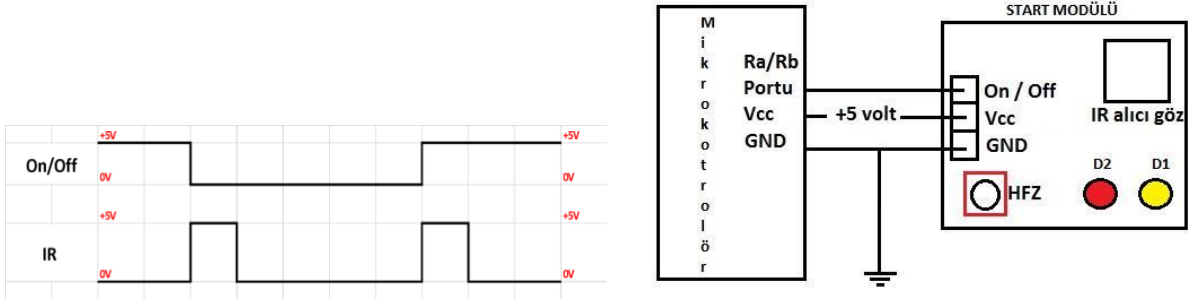 +5V +5V
On/Off
0V 0V
+5V +5V
IR
0V 0V
Mikrokotrolör
Ra/Rb
Portu
Vcc
GND
+5 volt
START MODÜLÜ
On / Off
Vcc
GND
IR alıcı göz
HFZ
D2 D1